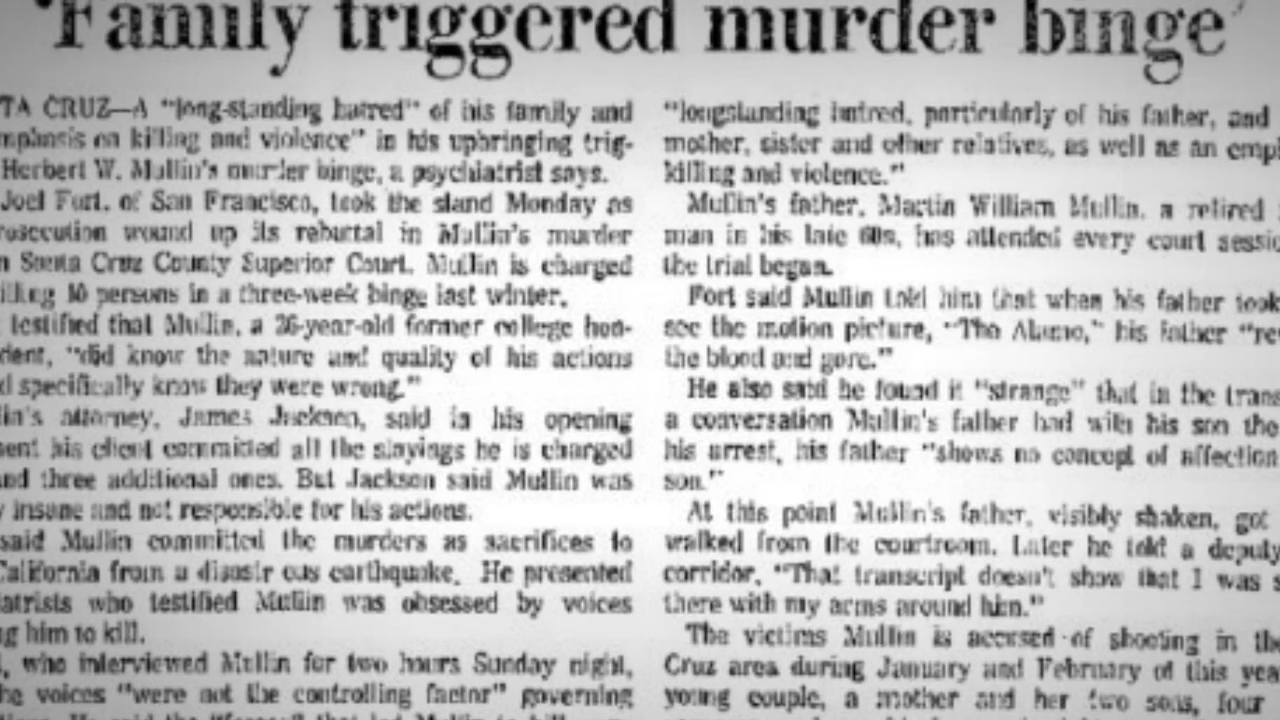 'Family triggered murder binge'
TA CRUZ—A "long-standing hatred" of his family and
mphasis on killing and violence" in his upbringing trig-
Herbert W. Mullin's murder binge, a psychiatrist says.
Joel Fort, of San Francisco, took the stand Monday as
rosecution wound up its rebuttal in Mullin's murder
n Santa Cruz County Superior Court. Mullin is charged
illing 10 persons in a three-week binge last winter.
testified that Mullin, a 26-year-old former college hon-
dent, "did know the nature and quality of his actions
d specifically know they were wrong."
lin's attorney, James Jackson, said in his opening
ment his client committed all the slayings he is charged
nd three additional ones. But Jackson said Mullin was
y insane and not responsible for his actions.
said Mullin committed the murders as sacrifices to
California from a disastr ous earthquake. He presented
iatrists who testified Mullin was obsessed by voices
ng him to kill.
, who interviewed Mullin for two hours Sunday night,
he voices "were not the controlling factor" governing
"longstanding hatred, particularly of his father, and
mother, sister and other relatives, as well as an emph
killing and violence."
Mullin's father, Martin William Mullin, a retired
man in his late 60s, has attended every court sessio
the trial began.
Fort said Mullin told him that when his father took
see the motion picture, "The Alamo," his father "re
the blood and gore."
He also said he found it "strange" that in the trans
a conversation Mullin's father had with his son the
his arrest, his father "shows no concept of affection
son."
At this point Mullin's father, visibly shaken, got
walked from the courtroom. Later he told a deputy
corridor, "That transcript doesn't show that I was s
there with my arms around him."
The victims Mullin is accused of shooting in the
Cruz area during January and February of this yea
young couple, a mother and her two sons, four